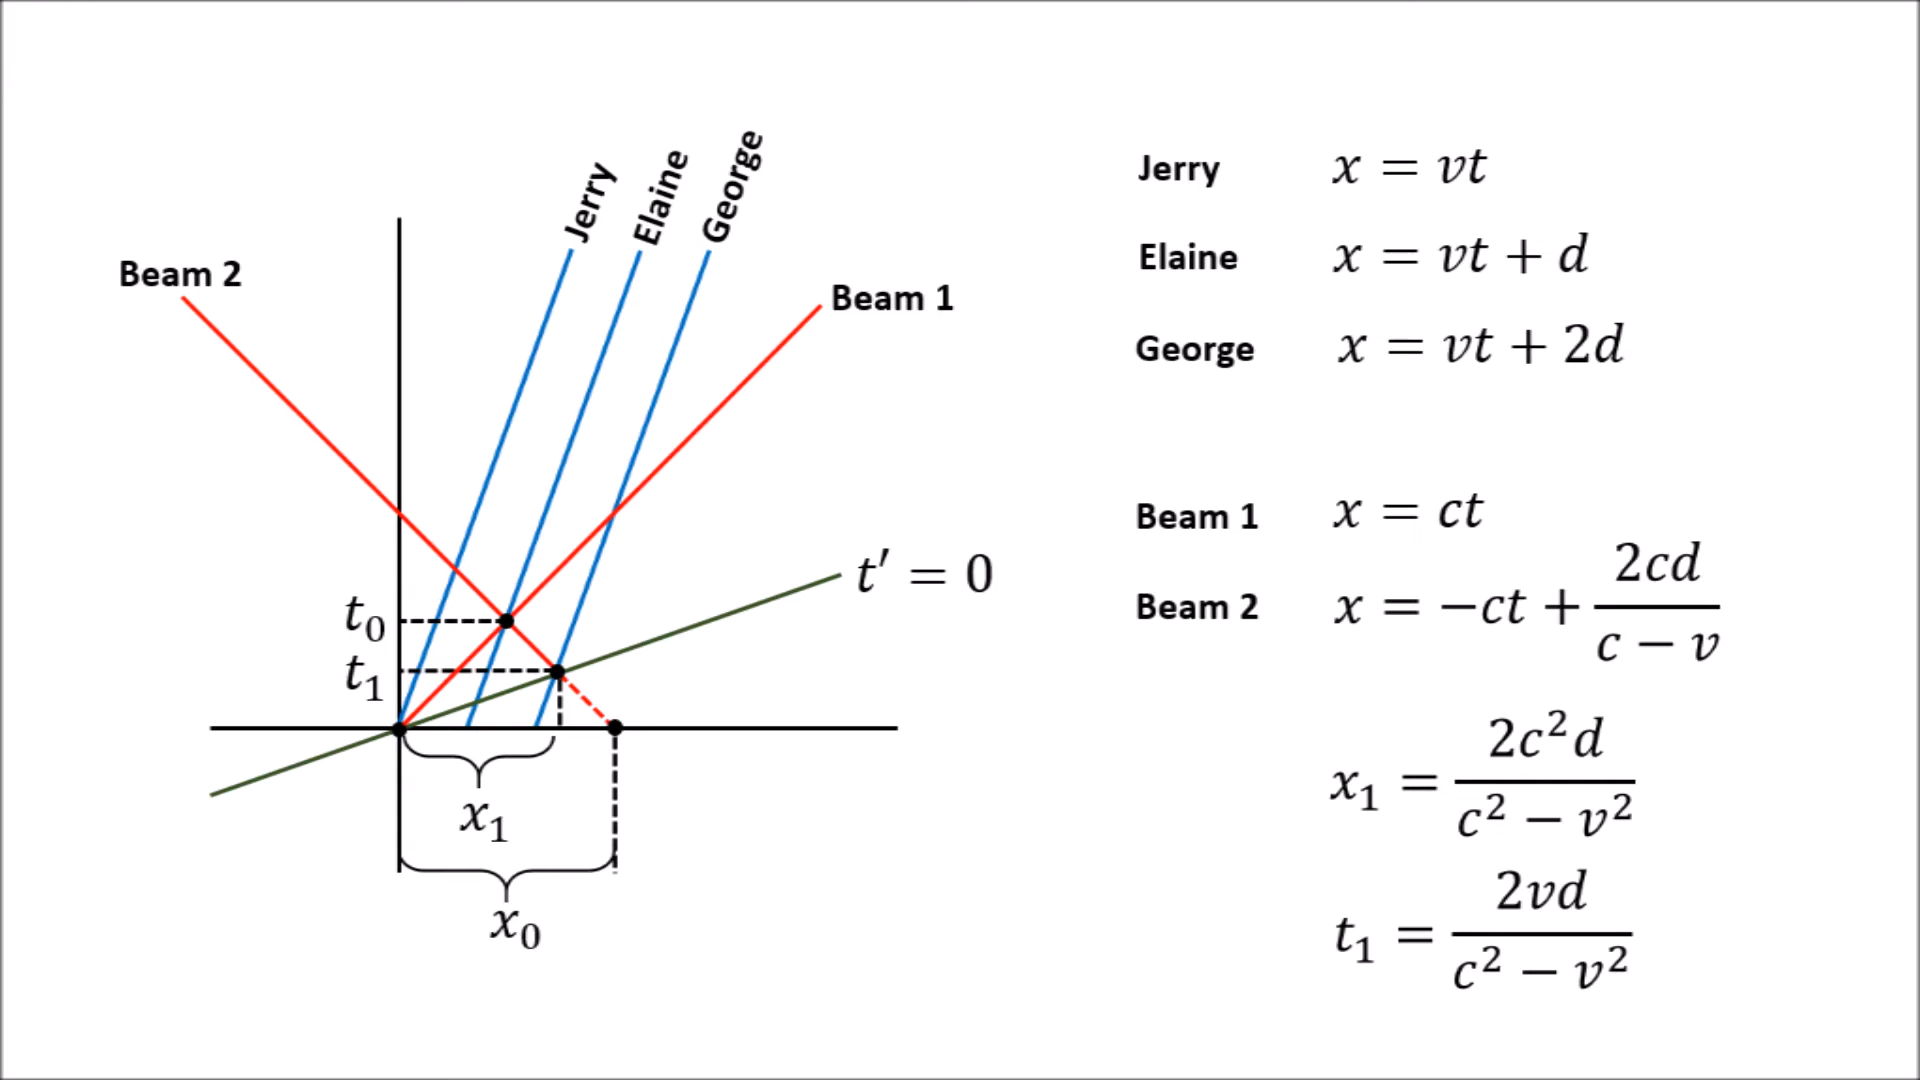 Jerry
Elaine
George
Beam 2
Beam 1
t′ = 0
t₀
t₁
x₁
x₀
Jerry x = vt
Elaine x = vt + d
George x = vt + 2d
Beam 1 x = ct
Beam 2 x = −ct + 2cd / c − v
x₁ = 2c²d / c² − v²
t₁ = 2vd / c² − v²